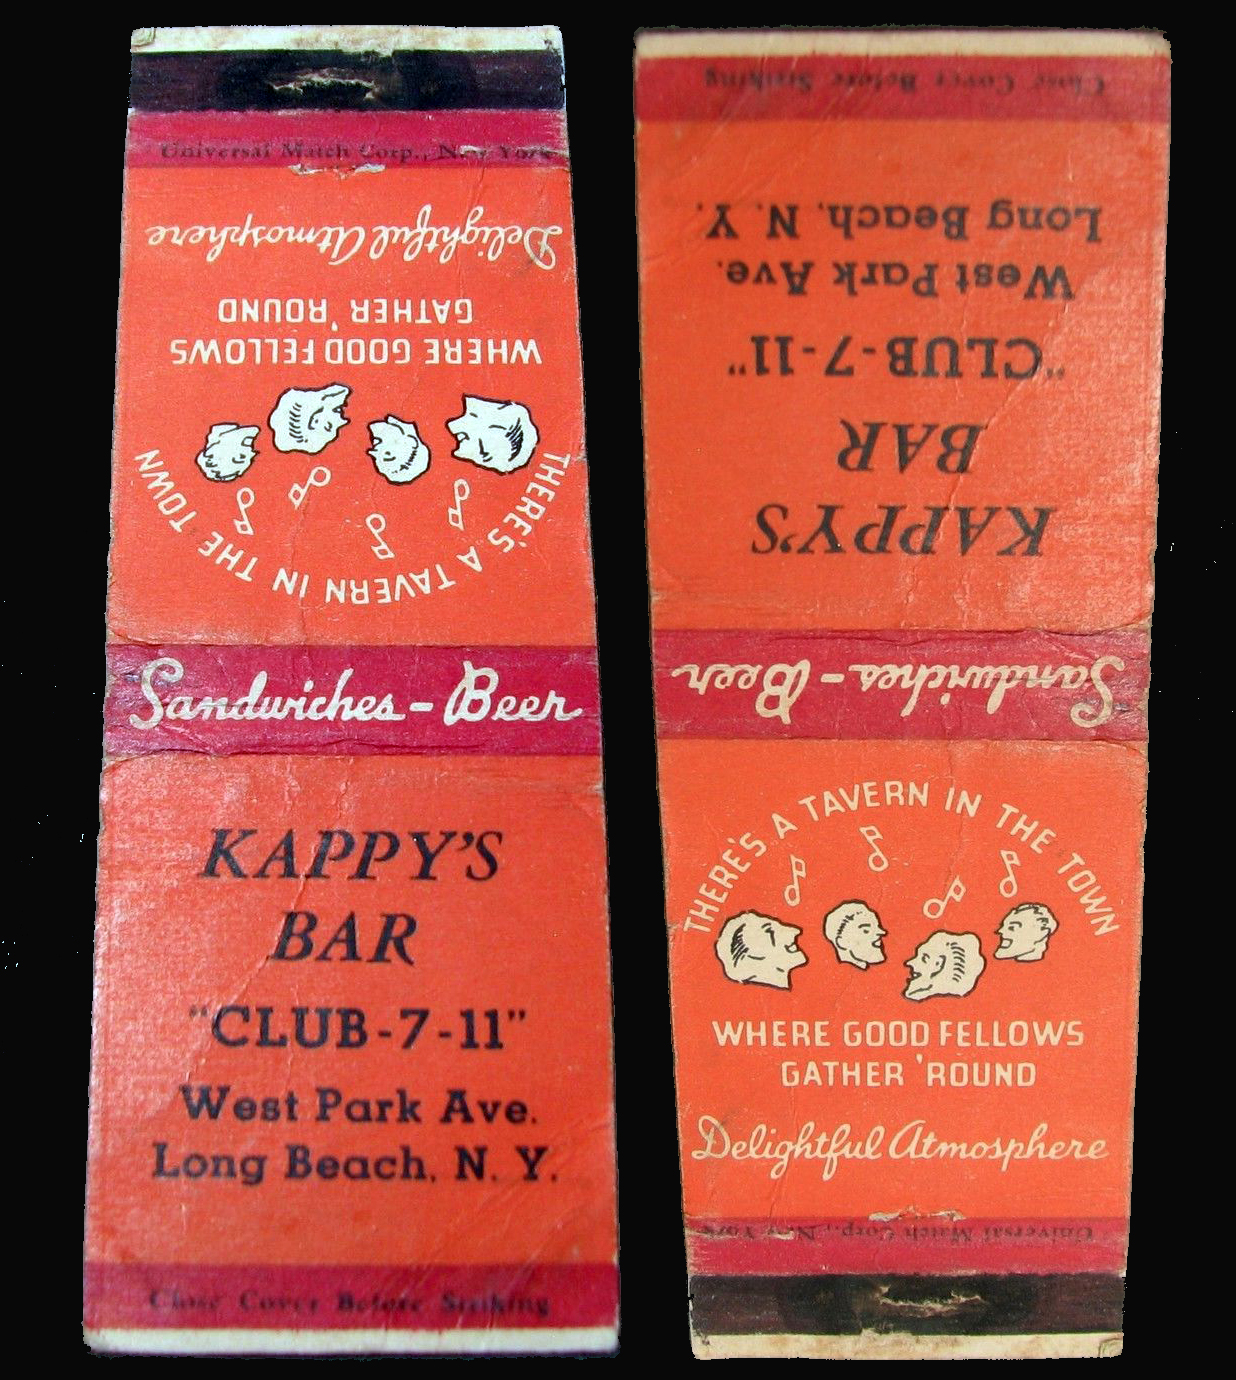 Universal Match Corp., New York
Delightful Atmosphere
WHERE GOOD FELLOWS
GATHER 'ROUND
THERE'S A TAVERN IN THE TOWN
Sandwiches - Beer
KAPPY'S
BAR
"CLUB-7-11"
West Park Ave.
Long Beach, N. Y.
Close Cover Before Striking
Close Cover Before Striking
KAPPY'S
BAR
"CLUB-7-11"
West Park Ave.
Long Beach, N. Y.
Sandwiches - Beer
THERE'S A TAVERN IN THE TOWN
WHERE GOOD FELLOWS
GATHER 'ROUND
Delightful Atmosphere
Universal Match Corp., New York